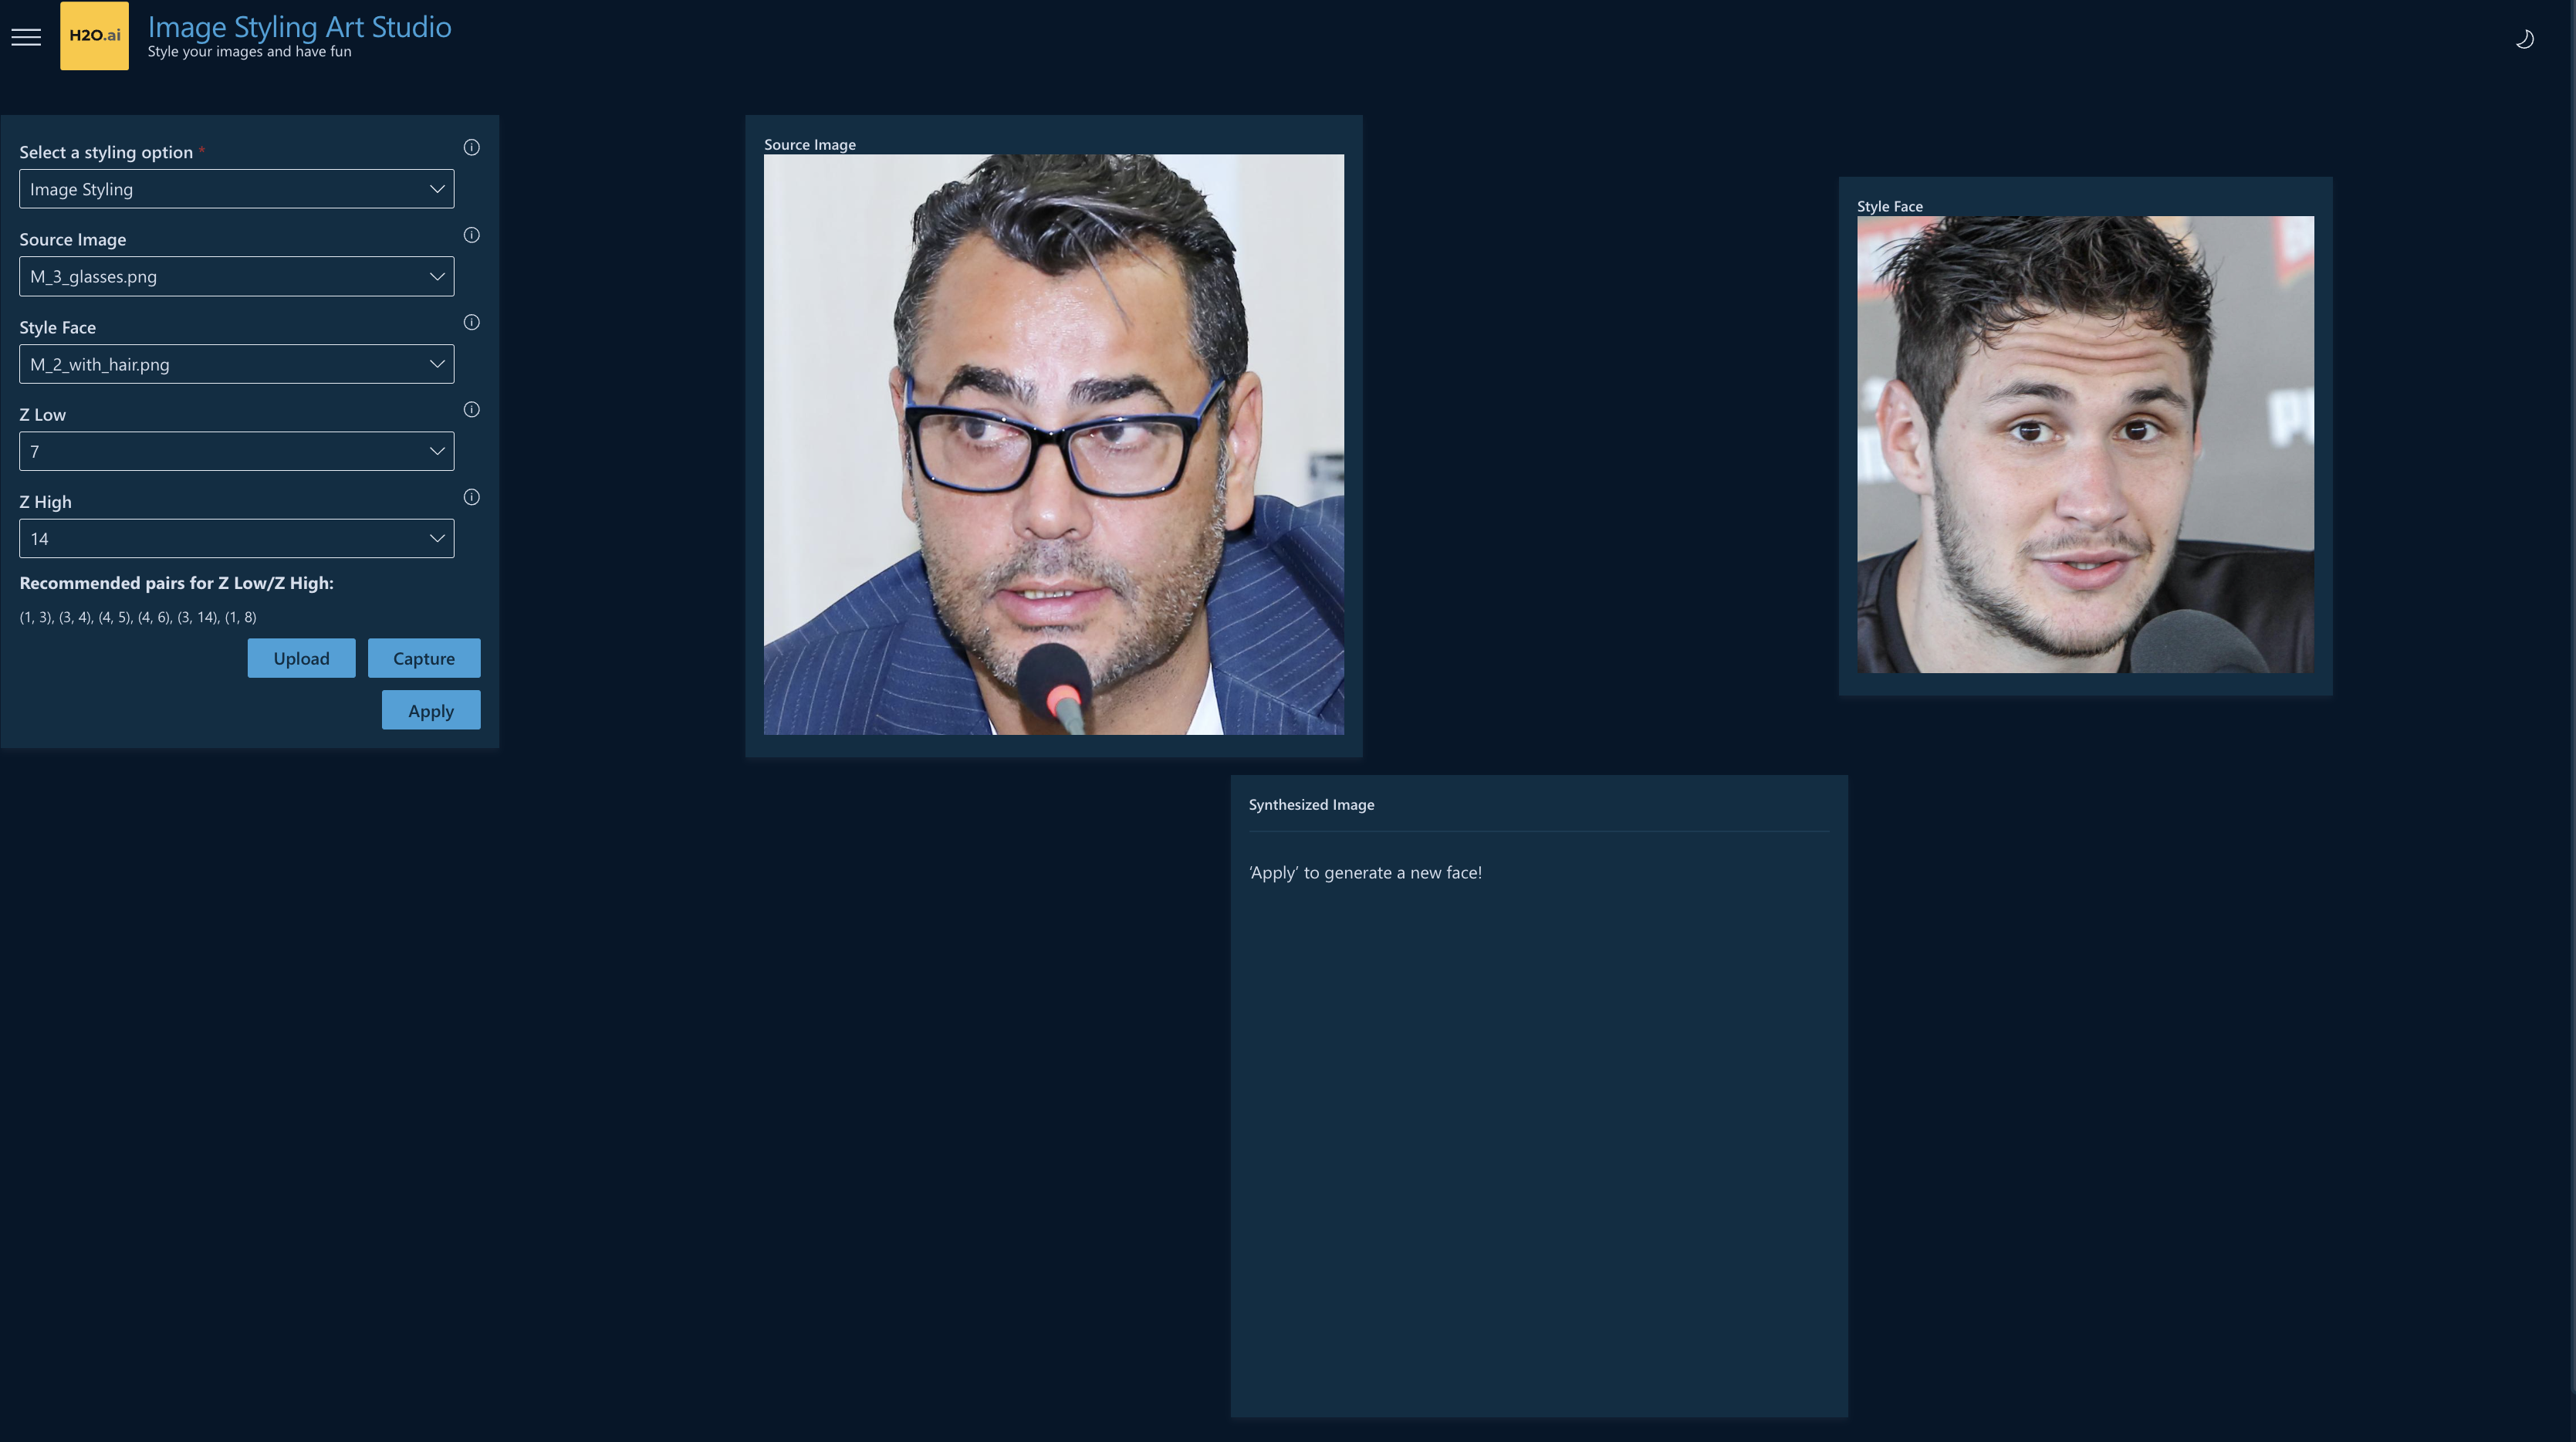 H2O.ai
Image Styling Art Studio
Style your images and have fun
Select a styling option *
Image Styling
Source Image
M_3_glasses.png
Style Face
M_2_with_hair.png
Z Low
7
Z High
14
Recommended pairs for Z Low/Z High:
(1, 3), (3, 4), (4, 5), (4, 6), (3, 14), (1, 8)
Upload
Capture
Apply
Source Image
Style Face
Synthesized Image
‘Apply’ to generate a new face!